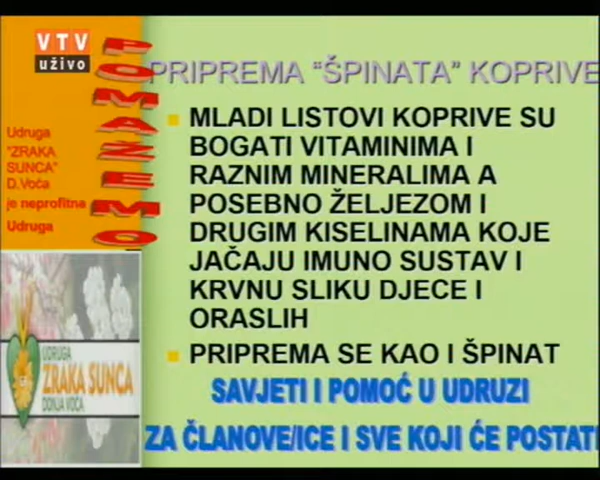 VTV
uživo
POMAŽEMO
Udruga
"ZRAKA
SUNCA"
D.Voća
je neprofitna
Udruga
PRIPREMA "ŠPINATA" KOPRIVE
MLADI LISTOVI KOPRIVE SU
BOGATI VITAMINIMA I
RAZNIM MINERALIMA A
POSEBNO ŽELJEZOM I
DRUGIM KISELINAMA KOJE
JAČAJU IMUNO SUSTAV I
KRVNU SLIKU DJECE I
ORASLIH
PRIPREMA SE KAO I ŠPINAT
SAVJETI I POMOĆ U UDRUZI
ZA ČLANOVE/ICE I SVE KOJI ĆE POSTATI
UDRUGA
ZRAKA SUNCA
DONJA VOĆA